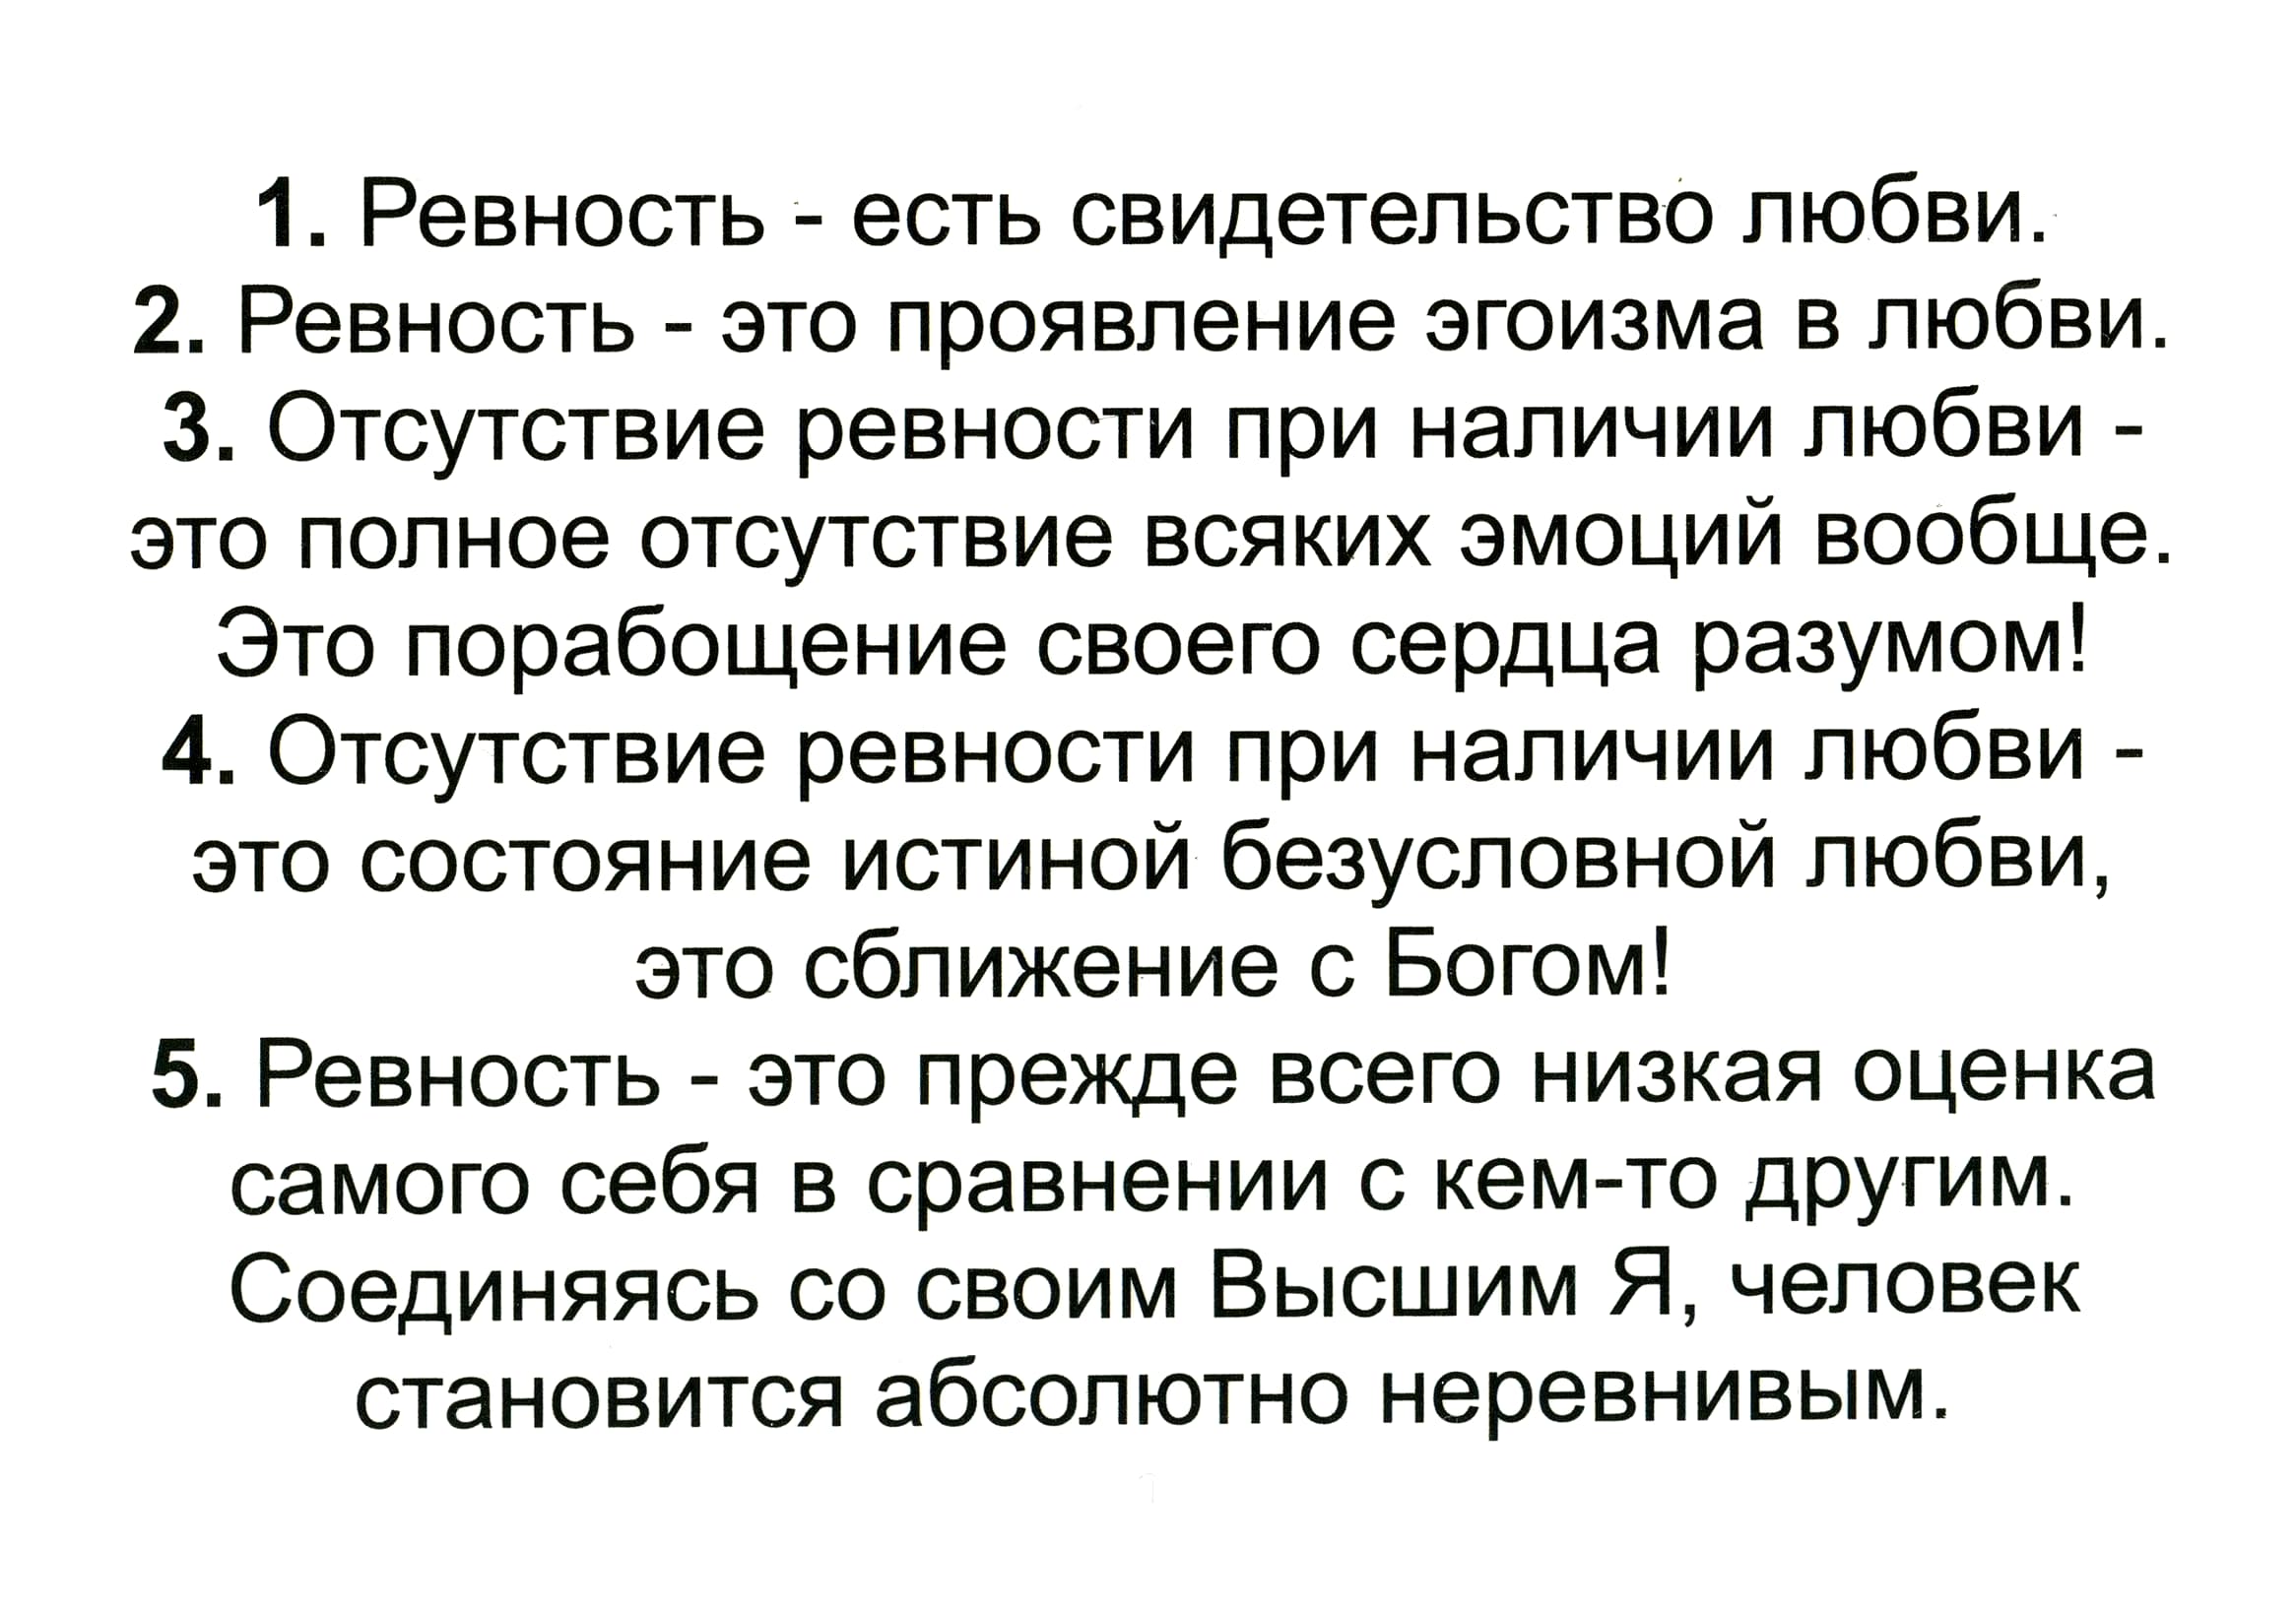 1. Ревность - есть свидетельство любви.
2. Ревность - это проявление эгоизма в любви.
3. Отсутствие ревности при наличии любви -
это полное отсутствие всяких эмоций вообще.
Это порабощение своего сердца разумом!
4. Отсутствие ревности при наличии любви -
это состояние истиной безусловной любви,
это сближение с Богом!
5. Ревность - это прежде всего низкая оценка
самого себя в сравнении с кем-то другим.
Соединяясь со своим Высшим Я, человек
становится абсолютно неревнивым.